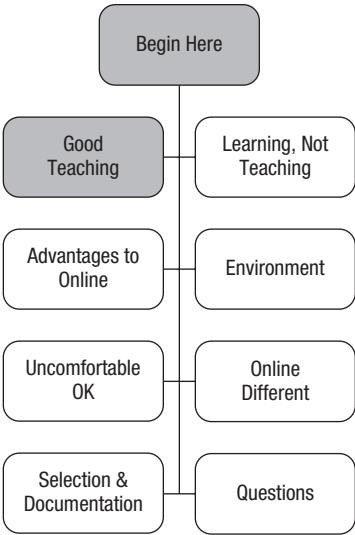 Begin Here
Good
Teaching
Learning, Not
Teaching
Advantages to
Online
Environment
Uncomfortable
OK
Online
Different
Selection &
Documentation
Questions